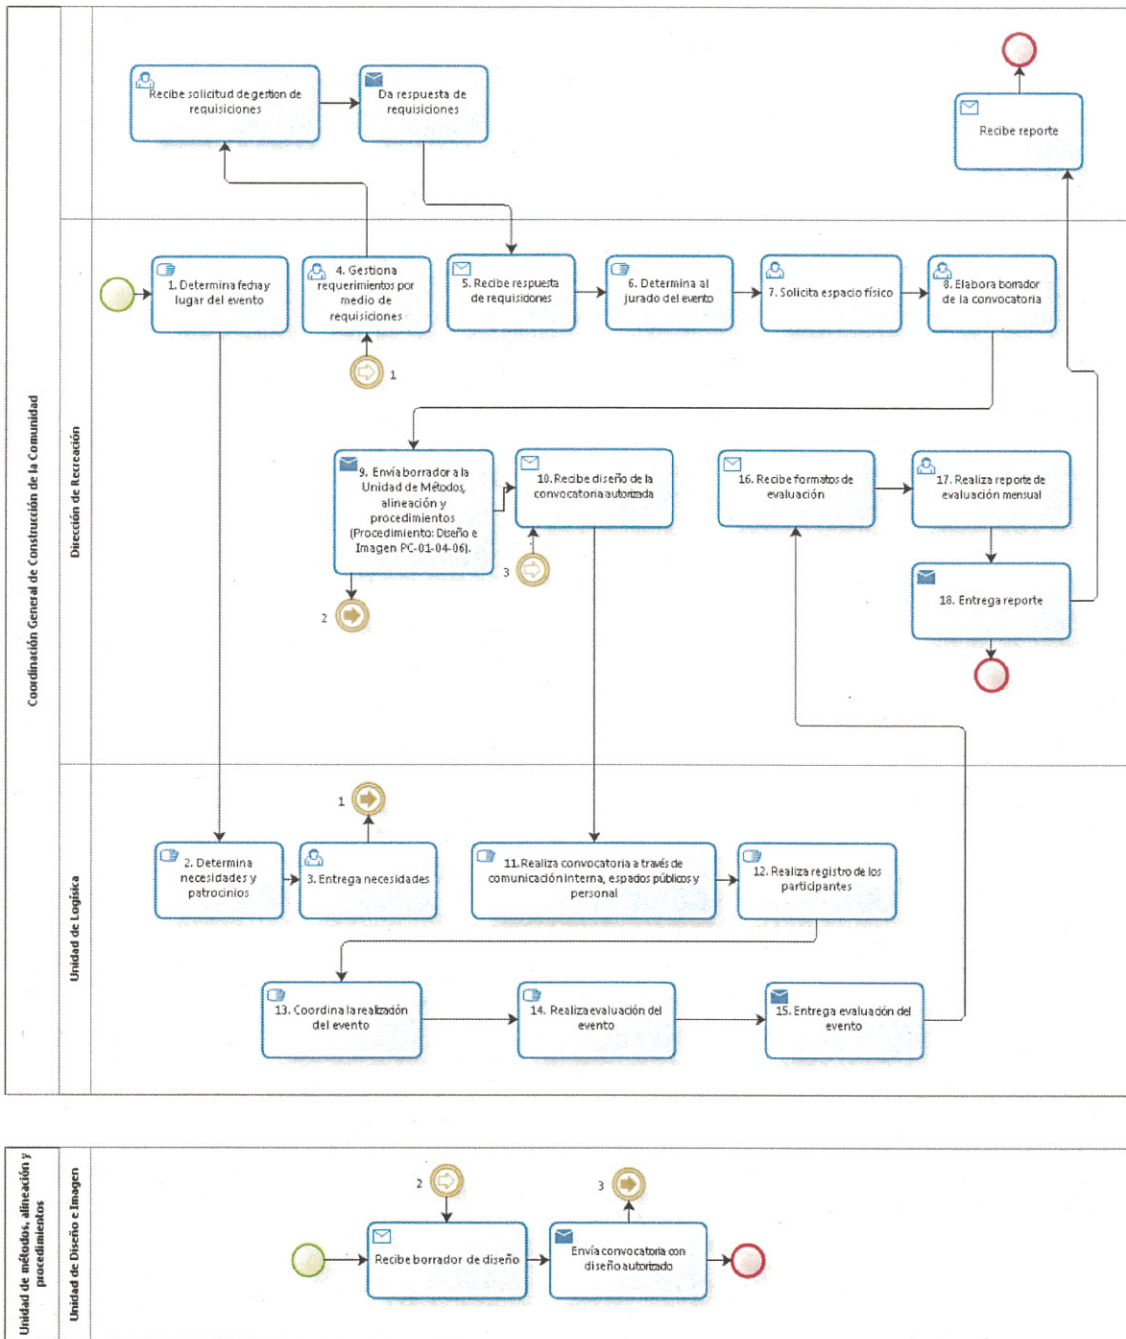 Coordinación General de Construcción de la Comunidad
Recibe solicitud de gestion de
requisiciones
Da respuesta de
requisiciones
Recibe reporte
Dirección de Recreación
1. Determina fecha y
lugar del evento
4. Gestiona
requerimientos por
medio de
requisiciones
1
5. Recibe respuesta
de requisiciones
6. Determina al
jurado del evento
7. Solicita espacio físico
8. Elabora borrador
de la convocatoria
9. Envía borrador a la
Unidad de Métodos,
alineación y
procedimientos
(Procedimiento: Diseño e
Imagen PC-01-04-06).
2
10. Recibe diseño de la
convocatoria autorizada
3
16. Recibe formatos de
evaluación
17. Realiza reporte de
evaluación mensual
18. Entrega reporte
Unidad de Logísica
1
2. Determina
necesidades y
patrocinios
3. Entrega necesidades
11. Realiza convocatoria a través de
comunicación interna, espacios públicos y
personal
12. Realiza registro de los
participantes
13. Coordina la realización
del evento
14. Realiza evaluación del
evento
15. Entrega evaluación del
evento
Unidad de métodos, alineación y
procedimientos
Unidad de Diseño e Imagen
2
3
Recibe borrador de diseño
Envía convocatoria con
diseño autorizado